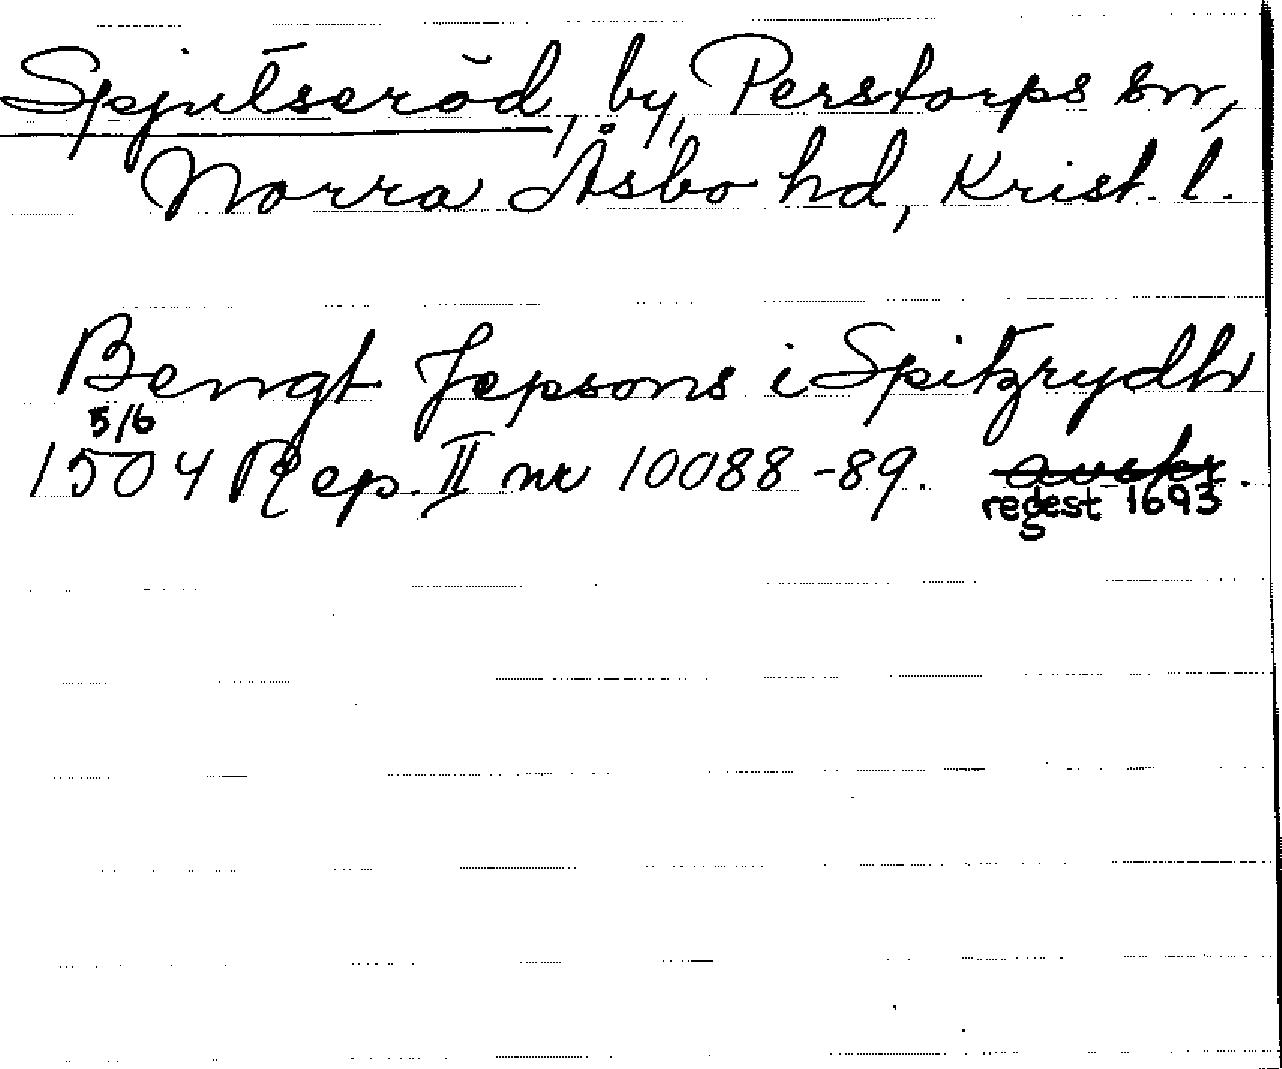 Spjutseröd, by, Perstorps sn,
Norra Åsbo hd, Krist. l.
Bengt Jepsons i Spitzrydh
5/6
1504 Rep. II nr 10088-89. avskr.
regest 1693